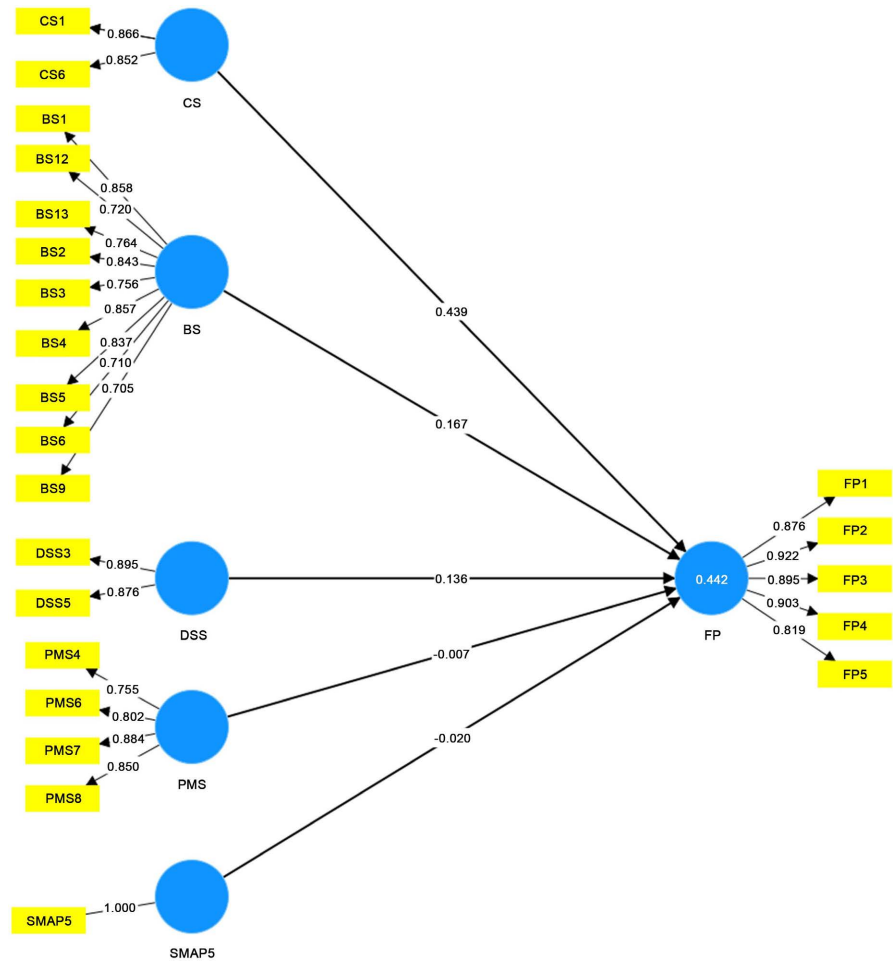 CS1
0.866
CS6
0.852
CS
BS1
BS12
BS13
BS2
BS3
BS4
BS5
BS6
BS9
0.858
0.720
0.764
0.843
0.756
0.857
0.837
0.710
0.705
BS
DSS3
0.895
DSS5
0.876
DSS
PMS4
0.755
PMS6
0.802
PMS7
0.884
PMS8
0.850
PMS
SMAP5
1.000
SMAP5
0.439
0.167
0.136
-0.007
-0.020
0.442
FP
0.876
0.922
0.895
0.903
0.819
FP1
FP2
FP3
FP4
FP5